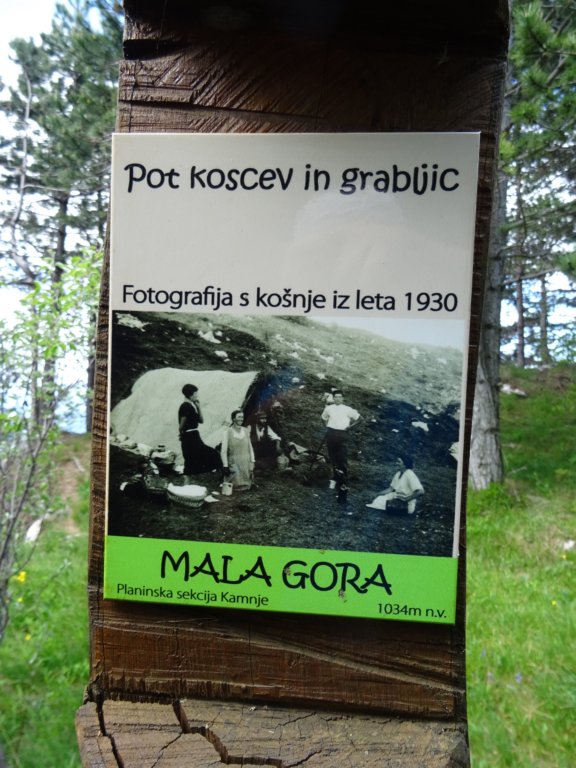 Pot koscev in grabljic
Fotografija s košnje iz leta 1930
MALA GORA
Planinska sekcija Kamnje
1034m n.v.